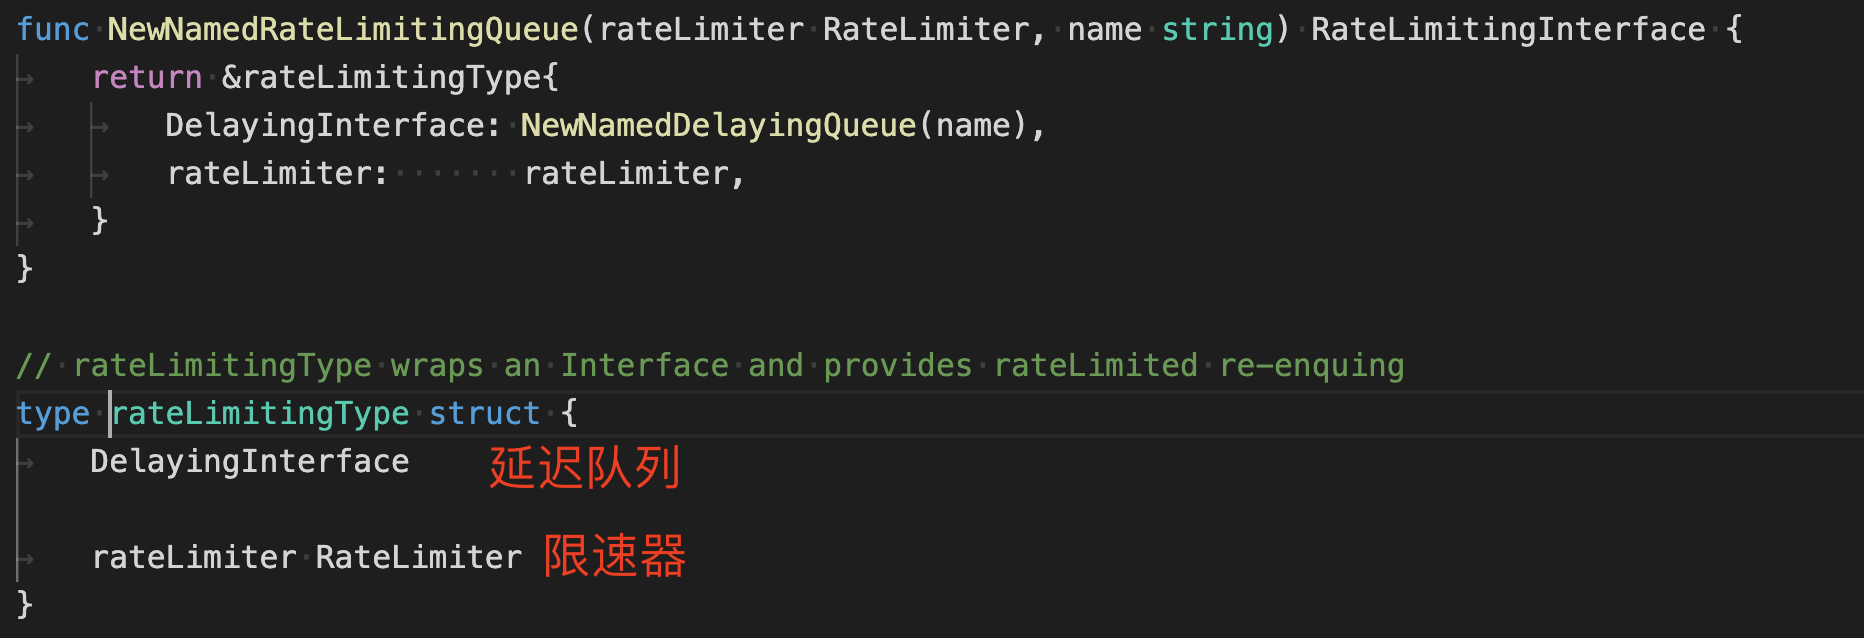 func NewNamedRateLimitingQueue(rateLimiter RateLimiter, name string) RateLimitingInterface {
return &rateLimitingType{
DelayingInterface: NewNamedDelayingQueue(name),
rateLimiter:        rateLimiter,
}
}
// rateLimitingType wraps an Interface and provides rateLimited re-enquing
type rateLimitingType struct {
DelayingInterface 延迟队列
rateLimiter RateLimiter 限速器
}